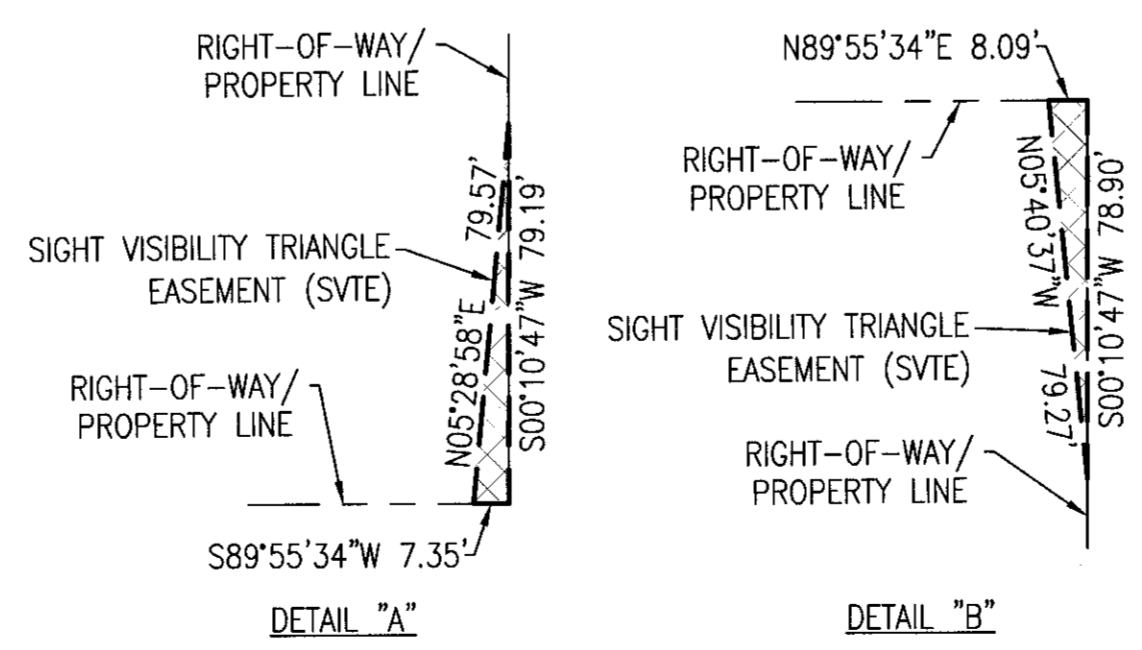 RIGHT-OF-WAY/
PROPERTY LINE
79.57'
S00°10'47"W 79.19'
SIGHT VISIBILITY TRIANGLE
EASEMENT (SVTE)
N05°28'58"E
RIGHT-OF-WAY/
PROPERTY LINE
S89°55'34"W 7.35'
DETAIL "A"
N89°55'34"E 8.09'
RIGHT-OF-WAY/
PROPERTY LINE
N05°40'37"W
S00°10'47"W 78.90'
SIGHT VISIBILITY TRIANGLE
EASEMENT (SVTE)
79.27'
RIGHT-OF-WAY/
PROPERTY LINE
DETAIL "B"